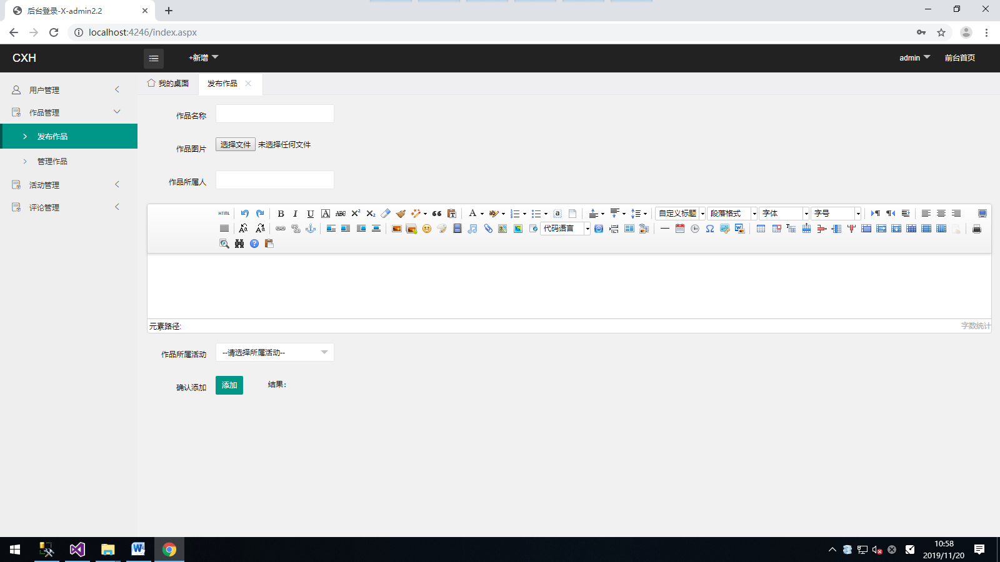 后台登录-X-admin2.2
localhost:4246/index.aspx
CXH
+新增
admin
前台首页
用户管理
作品管理
发布作品
管理作品
活动管理
评论管理
我的桌面
发布作品
作品名称
作品图片
选择文件 未选择任何文件
作品所属人
HTML
B I U A ABC X² X₂
自定义标题 段落格式 字体 字号
代码语言
元素路径:
字数统计
作品所属活动
--请选择所属活动--
确认添加
添加
结果：
10:58
2019/11/20